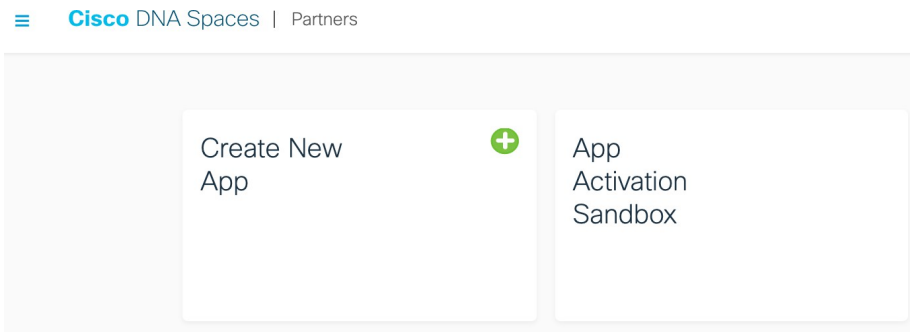 Cisco DNA Spaces | Partners
Create New
App
App
Activation
Sandbox